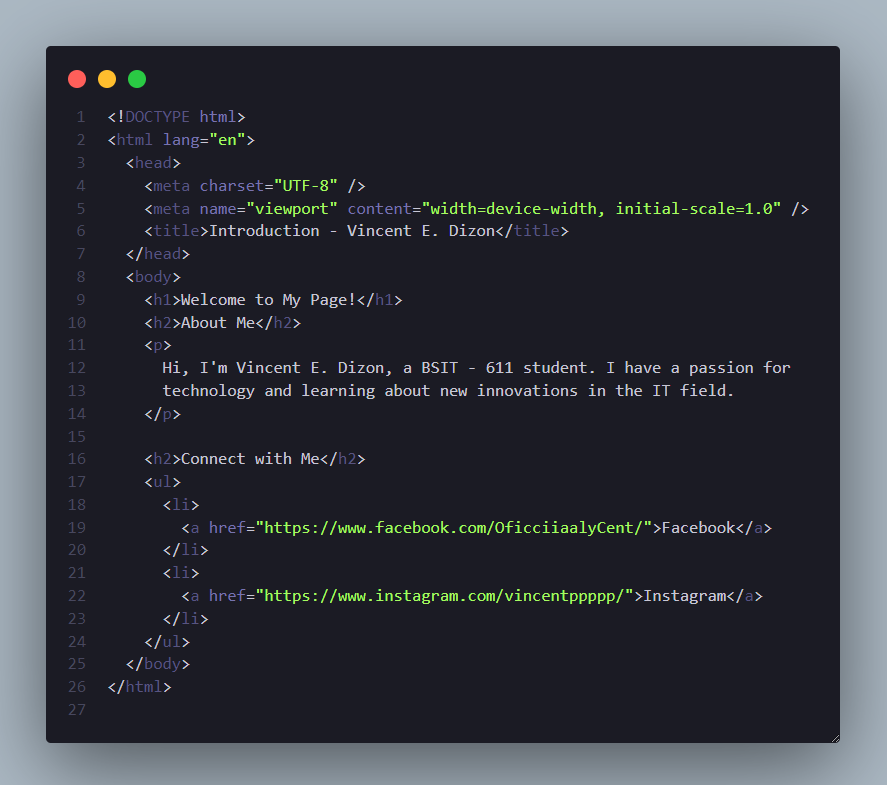 1 <!DOCTYPE html>
2 <html lang="en">
3   <head>
4     <meta charset="UTF-8" />
5     <meta name="viewport" content="width=device-width, initial-scale=1.0" />
6     <title>Introduction - Vincent E. Dizon</title>
7   </head>
8   <body>
9     <h1>Welcome to My Page!</h1>
10     <h2>About Me</h2>
11     <p>
12       Hi, I'm Vincent E. Dizon, a BSIT - 611 student. I have a passion for
13       technology and learning about new innovations in the IT field.
14     </p>
15
16     <h2>Connect with Me</h2>
17     <ul>
18       <li>
19         <a href="https://www.facebook.com/OficciiaalyCent/">Facebook</a>
20       </li>
21       <li>
22         <a href="https://www.instagram.com/vincentppppp/">Instagram</a>
23       </li>
24     </ul>
25   </body>
26 </html>
27